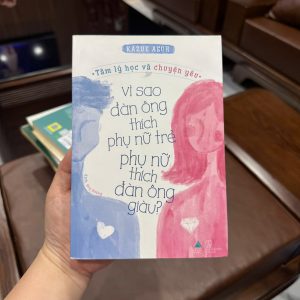 KAZUE AEUH
Tâm lý học và chuyện yêu
vì sao
đàn ông
thích
phụ nữ trẻ
phụ nữ
thích
đàn ông
giàu?